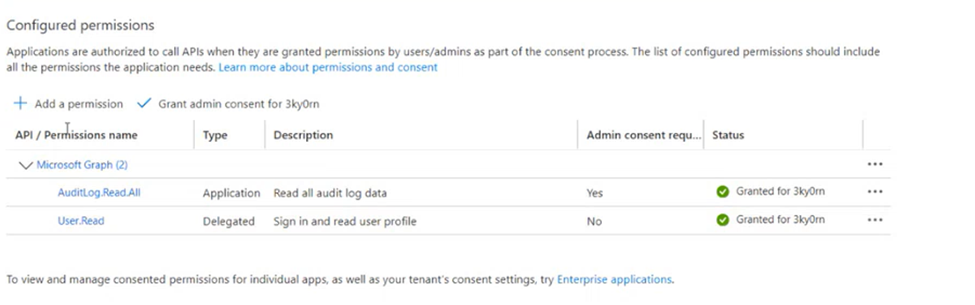 Configured permissions
Applications are authorized to call APIs when they are granted permissions by users/admins as part of the consent process. The list of configured permissions should include
all the permissions the application needs. Learn more about permissions and consent
Add a permission Grant admin consent for 3ky0rn
API / Permissions name Type Description Admin consent requ... Status
Microsoft Graph (2) ...
AuditLog.Read.All Application Read all audit log data Yes Granted for 3ky0rn ...
User.Read Delegated Sign in and read user profile No Granted for 3ky0rn ...
To view and manage consented permissions for individual apps, as well as your tenant's consent settings, try Enterprise applications.